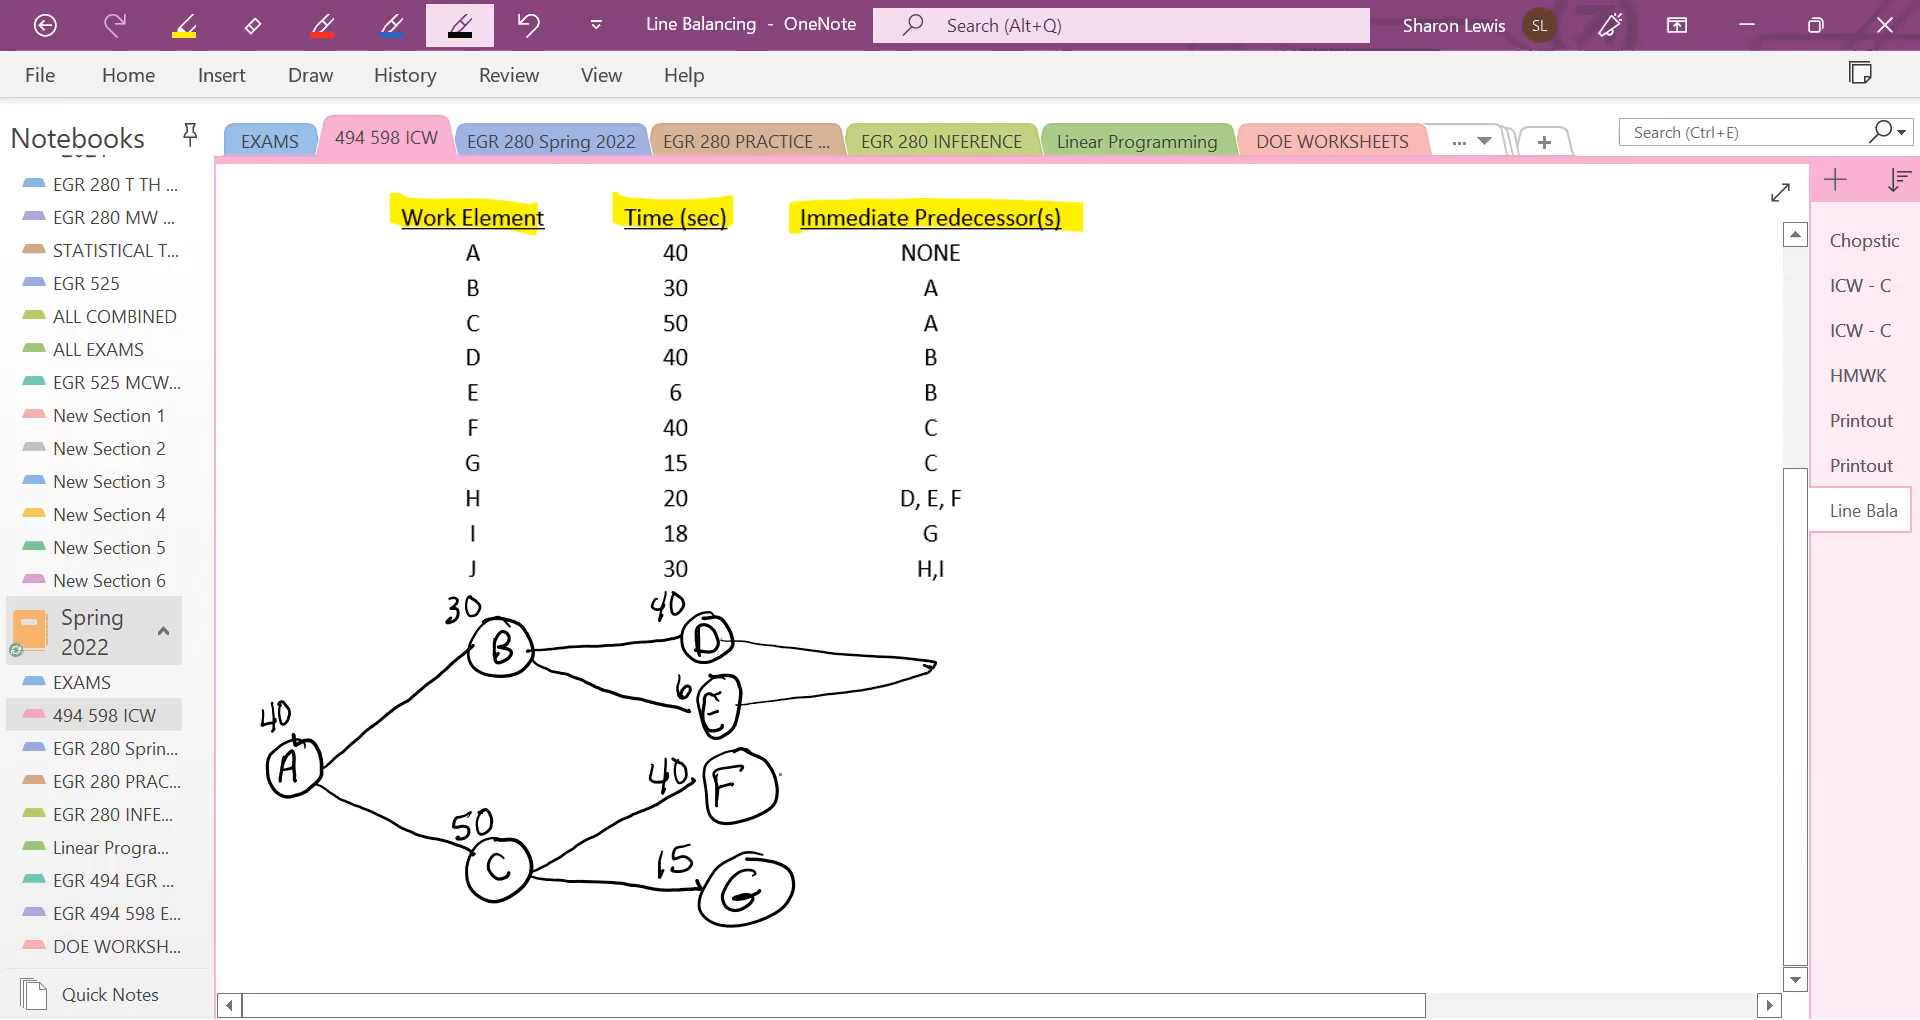 Line Balancing - OneNote
Search (Alt+Q)
Sharon Lewis
SL
File Home Insert Draw History Review View Help
Notebooks
EXAMS
494 598 ICW
EGR 280 Spring 2022
EGR 280 PRACTICE ...
EGR 280 INFERENCE
Linear Programming
DOE WORKSHEETS
...
Search (Ctrl+E)
EGR 280 T TH ...
EGR 280 MW ...
STATISTICAL T...
EGR 525
ALL COMBINED
ALL EXAMS
EGR 525 MCW...
New Section 1
New Section 2
New Section 3
New Section 4
New Section 5
New Section 6
Spring
2022
EXAMS
494 598 ICW
EGR 280 Sprin...
EGR 280 PRAC...
EGR 280 INFE...
Linear Progra...
EGR 494 EGR ...
EGR 494 598 E...
DOE WORKSH...
Quick Notes
Work Element Time (sec) Immediate Predecessor(s)
A 40 NONE
B 30 A
C 50 A
D 40 B
E 6 B
F 40 C
G 15 C
H 20 D, E, F
I 18 G
J 30 H,I
30
40
B
D
6
E
40
A
40
F
50
C
15
G
Chopstic
ICW - C
ICW - C
HMWK
Printout
Printout
Line Bala